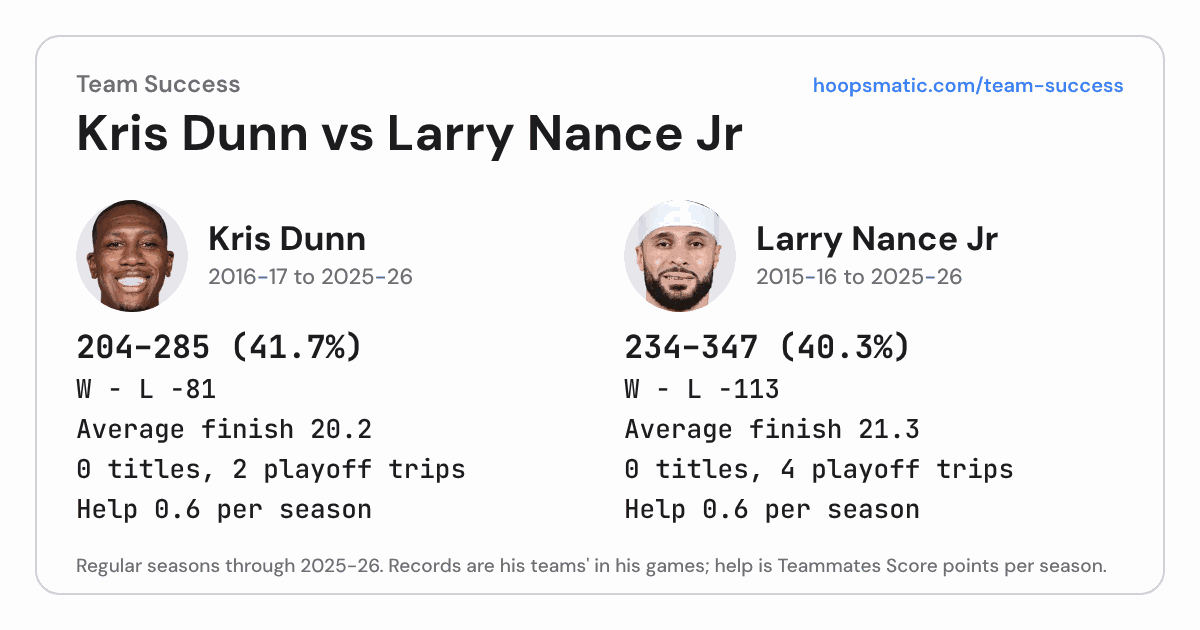 Team Success
hoopsmatic.com/team-success
Kris Dunn vs Larry Nance Jr
Kris Dunn
2016-17 to 2025-26
204-285 (41.7%)
W - L -81
Average finish 20.2
0 titles, 2 playoff trips
Help 0.6 per season
Larry Nance Jr
2015-16 to 2025-26
234-347 (40.3%)
W - L -113
Average finish 21.3
0 titles, 4 playoff trips
Help 0.6 per season
Regular seasons through 2025-26. Records are his teams' in his games; help is Teammates Score points per season.